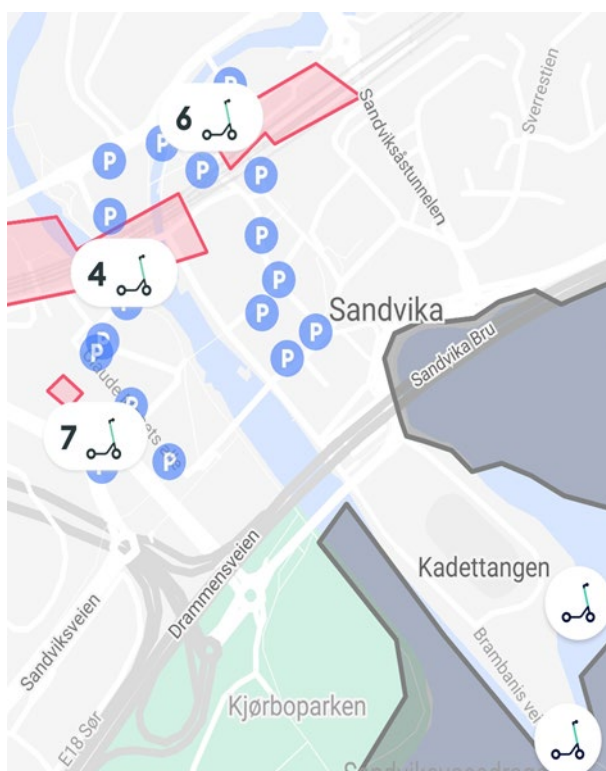 P
6
Sandviksåstunnelen
Sverrestien
P
P
P
P
P
P
4
P
P
Sandvika
P
P
P
P
P
P
Sandvika Bru
P
7
P
P
Drammensveien
Kadettangen
Sandviksveien
Brambanis vei
Kjørboparken
E18 Sør